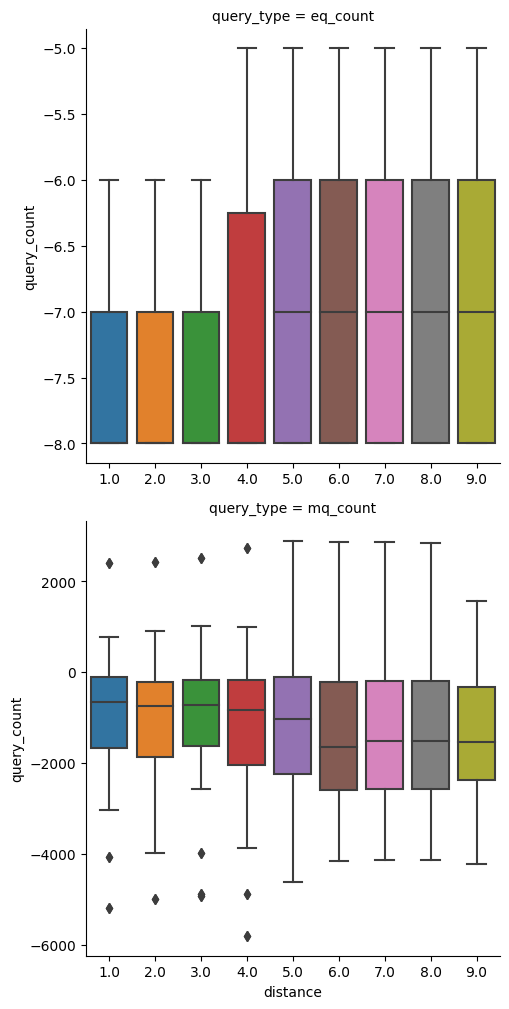 query_type = eq_count
−5.0
−5.5
−6.0
−6.5
−7.0
−7.5
−8.0
query_count
1.0 2.0 3.0 4.0 5.0 6.0 7.0 8.0 9.0
query_type = mq_count
2000
0
−2000
−4000
−6000
query_count
1.0 2.0 3.0 4.0 5.0 6.0 7.0 8.0 9.0
distance